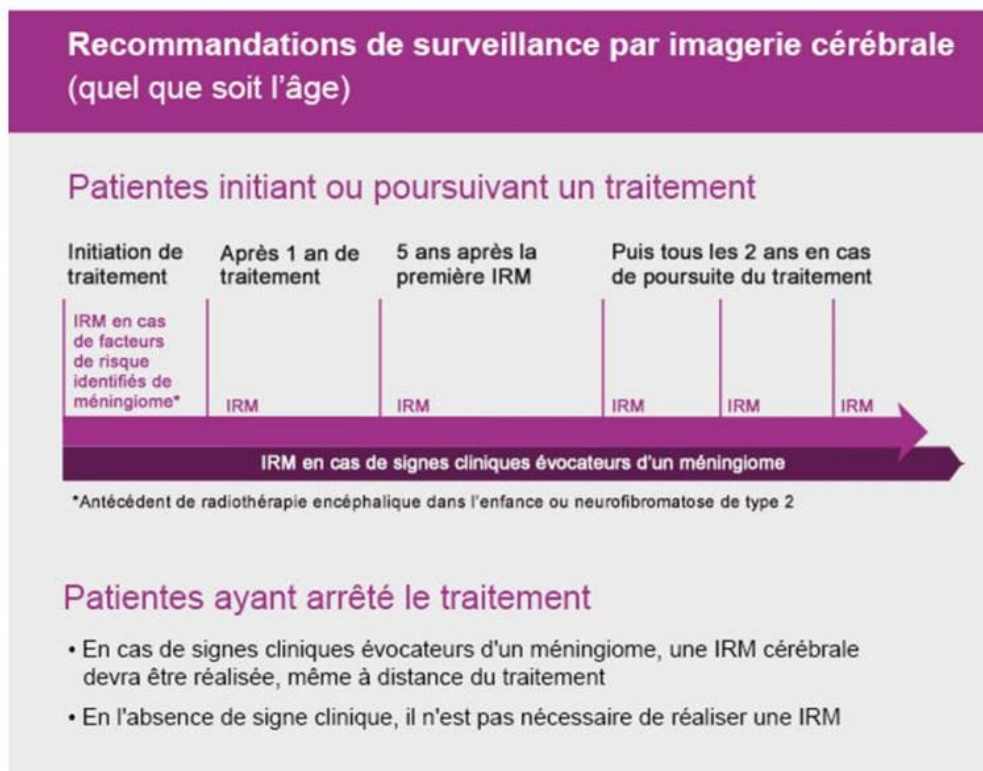 Recommandations de surveillance par imagerie cérébrale
(quel que soit l'âge)
Patientes initiant ou poursuivant un traitement
Initiation de
traitement
Après 1 an de
traitement
5 ans après la
première IRM
Puis tous les 2 ans en cas
de poursuite du traitement
IRM en cas
de facteurs
de risque
identifiés de
méningiome*
IRM
IRM
IRM
IRM
IRM
IRM en cas de signes cliniques évocateurs d'un méningiome
*Antécédent de radiothérapie encéphalique dans l'enfance ou neurofibromatose de type 2
Patientes ayant arrêté le traitement
• En cas de signes cliniques évocateurs d'un méningiome, une IRM cérébrale
devra être réalisée, même à distance du traitement
• En l'absence de signe clinique, il n'est pas nécessaire de réaliser une IRM